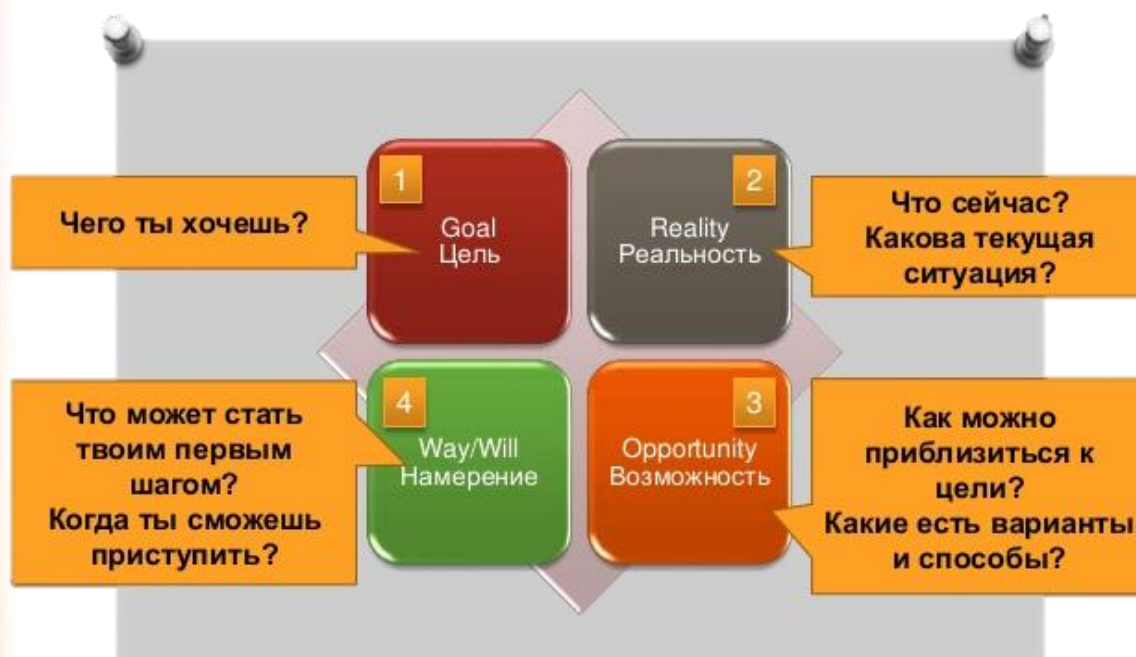 1
Goal
Цель
Чего ты хочешь?
2
Reality
Реальность
Что сейчас?
Какова текущая
ситуация?
4
Way/Will
Намерение
Что может стать
твоим первым
шагом?
Когда ты сможешь
приступить?
3
Opportunity
Возможность
Как можно
приблизиться к
цели?
Какие есть варианты
и способы?